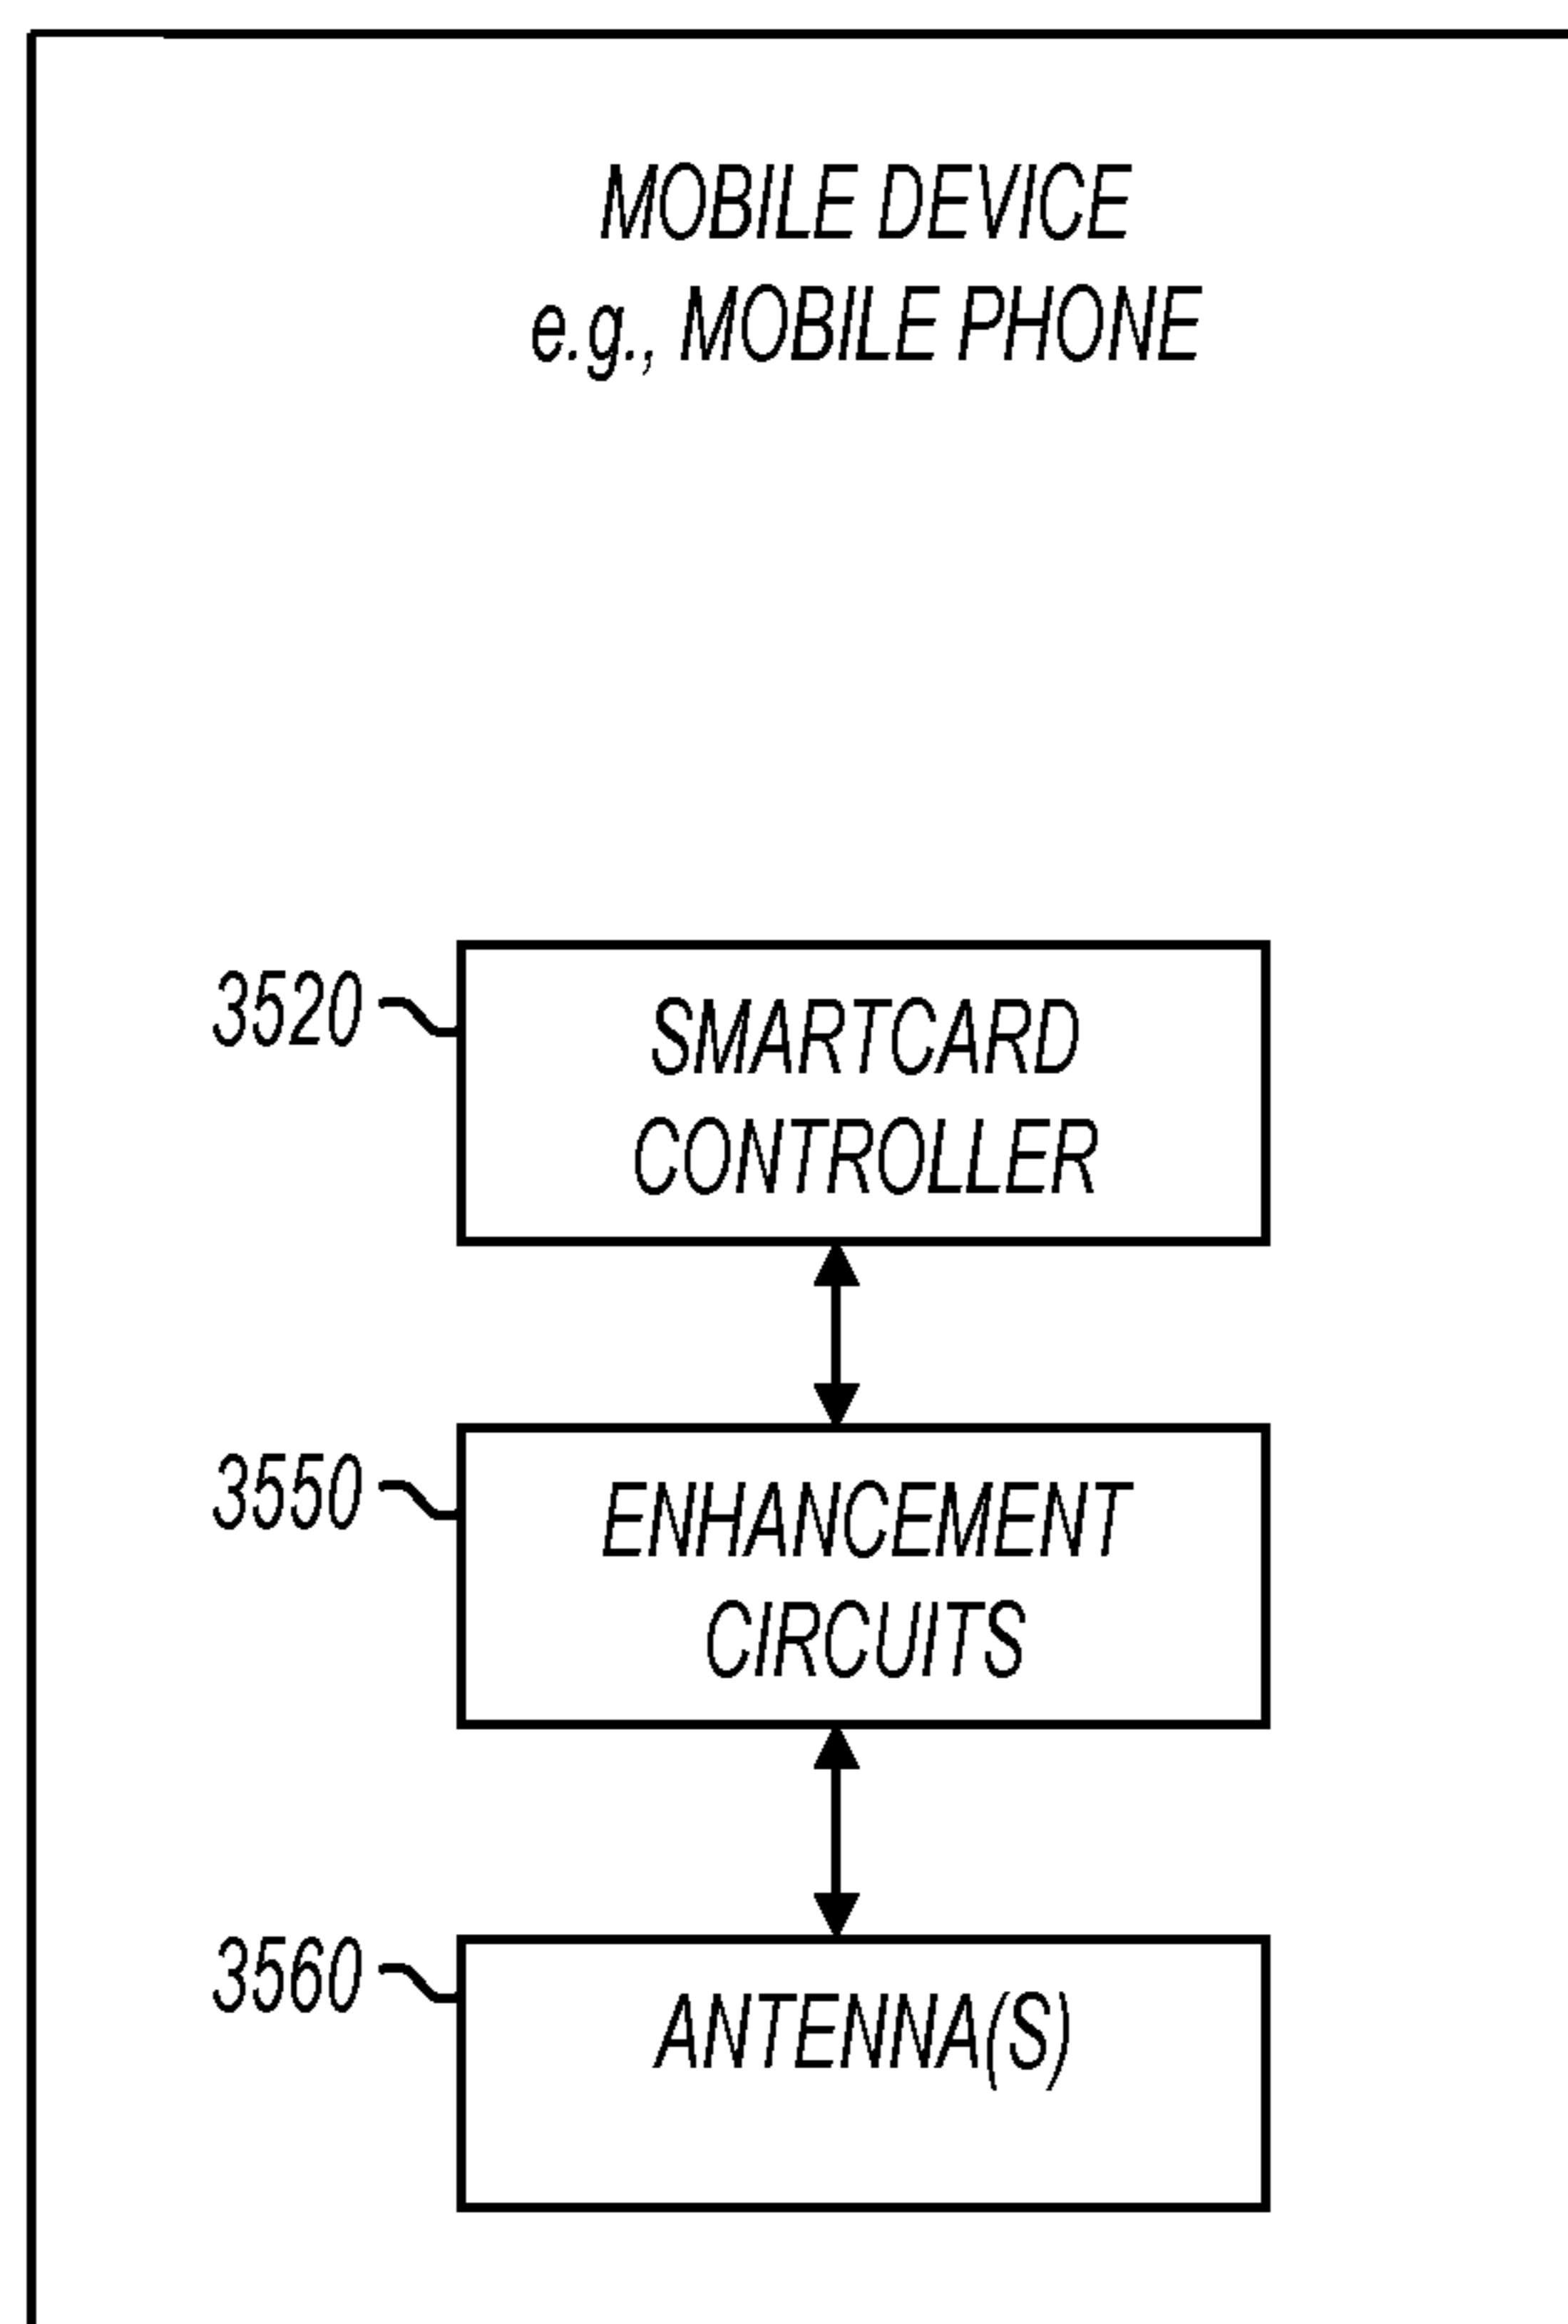 MOBILE DEVICE
e.g., MOBILE PHONE
3520
SMARTCARD
CONTROLLER
3550
ENHANCEMENT
CIRCUITS
3560
ANTENNA(S)